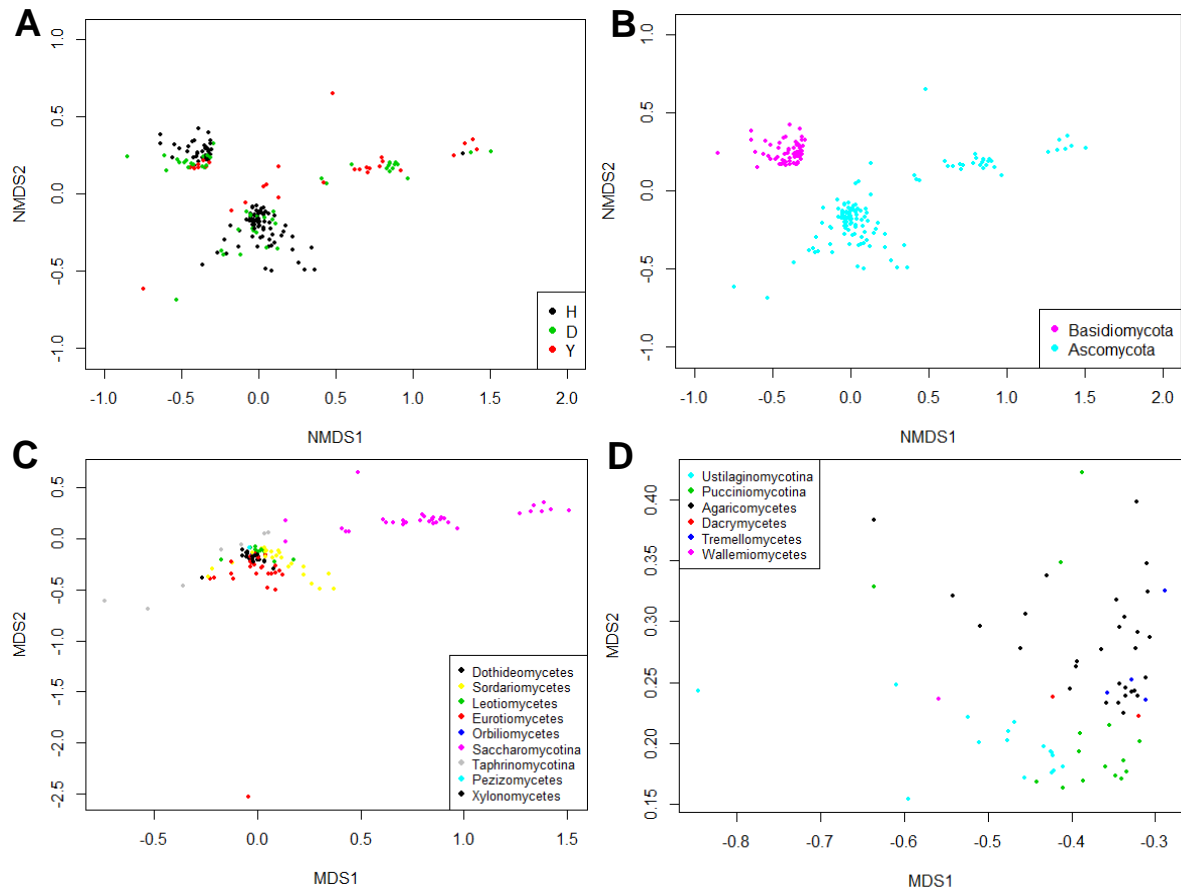 A
1.0
0.5
0.0
-0.5
-1.0
NMDS2
-1.0 -0.5 0.0 0.5 1.0 1.5 2.0
NMDS1
H
D
Y
B
1.0
0.5
0.0
-0.5
-1.0
NMDS2
-1.0 -0.5 0.0 0.5 1.0 1.5 2.0
NMDS1
Basidiomycota
Ascomycota
C
0.5
0.0
-0.5
-1.0
-1.5
-2.0
-2.5
MDS2
-0.5 0.0 0.5 1.0 1.5
MDS1
Dothideomycetes
Sordariomycetes
Leotiomycetes
Eurotiomycetes
Orbiliomycetes
Saccharomycotina
Taphrinomycotina
Pezizomycetes
Xylonomycetes
D
0.40
0.35
0.30
0.25
0.20
0.15
MDS2
-0.8 -0.7 -0.6 -0.5 -0.4 -0.3
MDS1
Ustilaginomycotina
Pucciniomycotina
Agaricomycetes
Dacrymycetes
Tremellomycetes
Wallemiomycetes